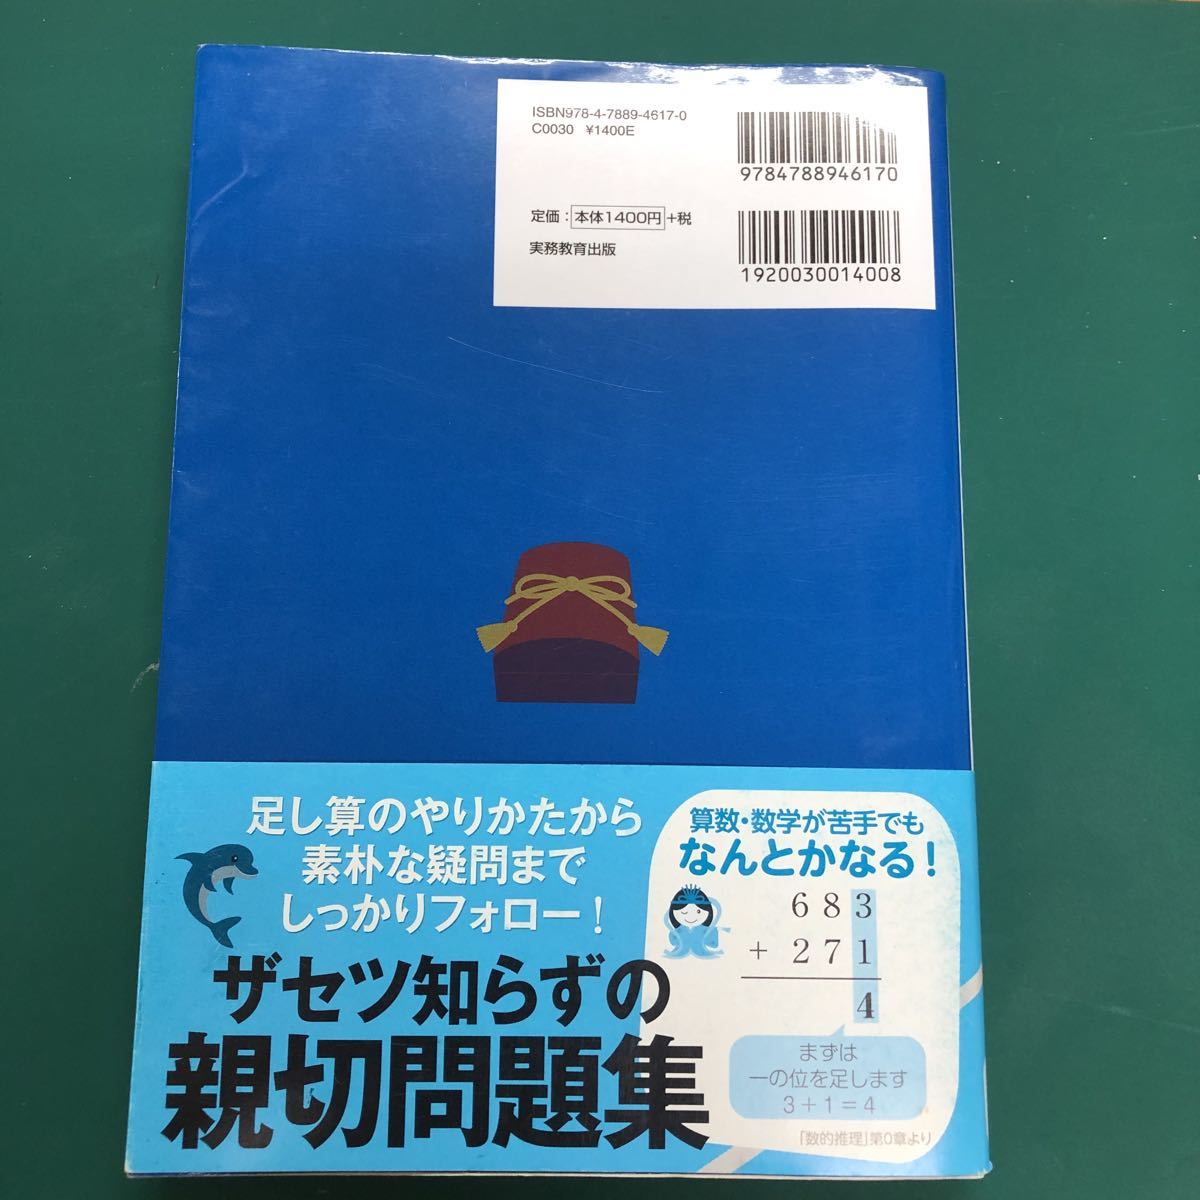 ISBN978-4-7889-4617-0
C0030 ¥1400E
9784788946170
定価：本体1400円+税
実務教育出版
1920030014008
足し算のやりかたから
素朴な疑問まで
しっかりフォロー！
ザセツ知らずの
親切問題集
算数・数学が苦手でも
なんとかなる！
683
+ 271
4
まずは
一の位を足します
3+1=4
「数的推理」第0章より